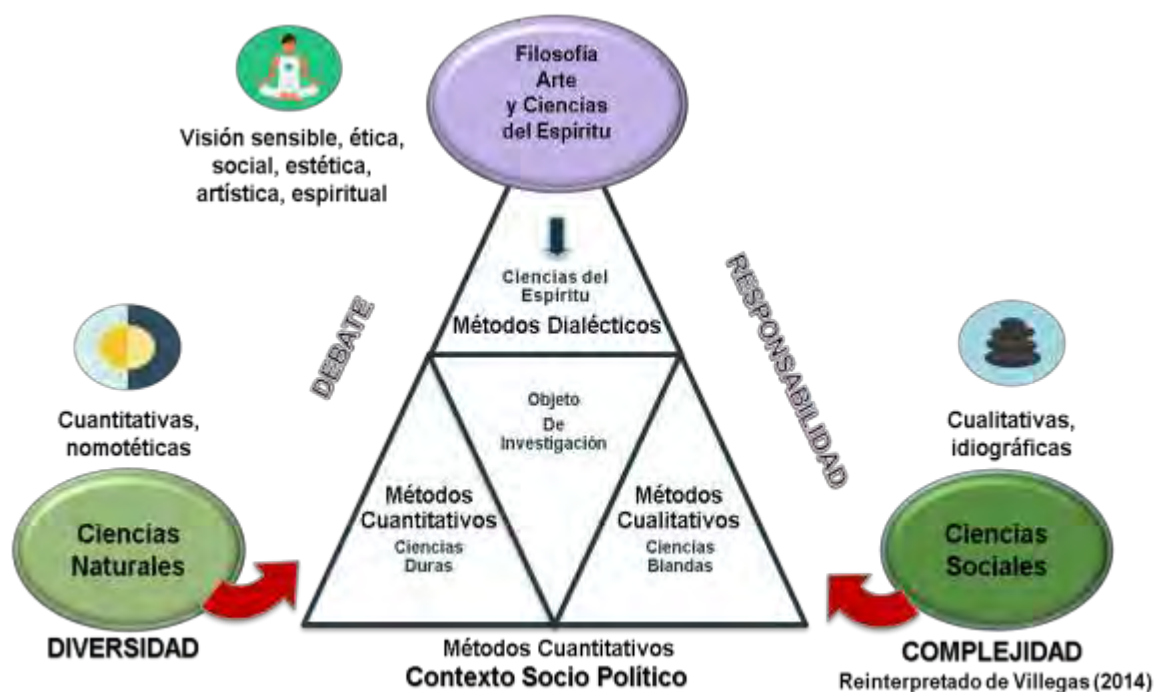 Filosofía
Arte
y Ciencias
del Espíritu
Visión sensible, ética,
social, estética,
artística, espiritual
Ciencias del
Espíritu
Métodos Dialécticos
DEBATE
RESPONSABILIDAD
Cuantitativas,
nomotéticas
Objeto
De
Investigación
Cualitativas,
idiográficas
Ciencias
Naturales
Métodos
Cuantitativos
Ciencias
Duras
Métodos
Cualitativos
Ciencias
Blandas
Ciencias
Sociales
DIVERSIDAD
Métodos Cuantitativos
Contexto Socio Político
COMPLEJIDAD
Reinterpretado de Villegas (2014)